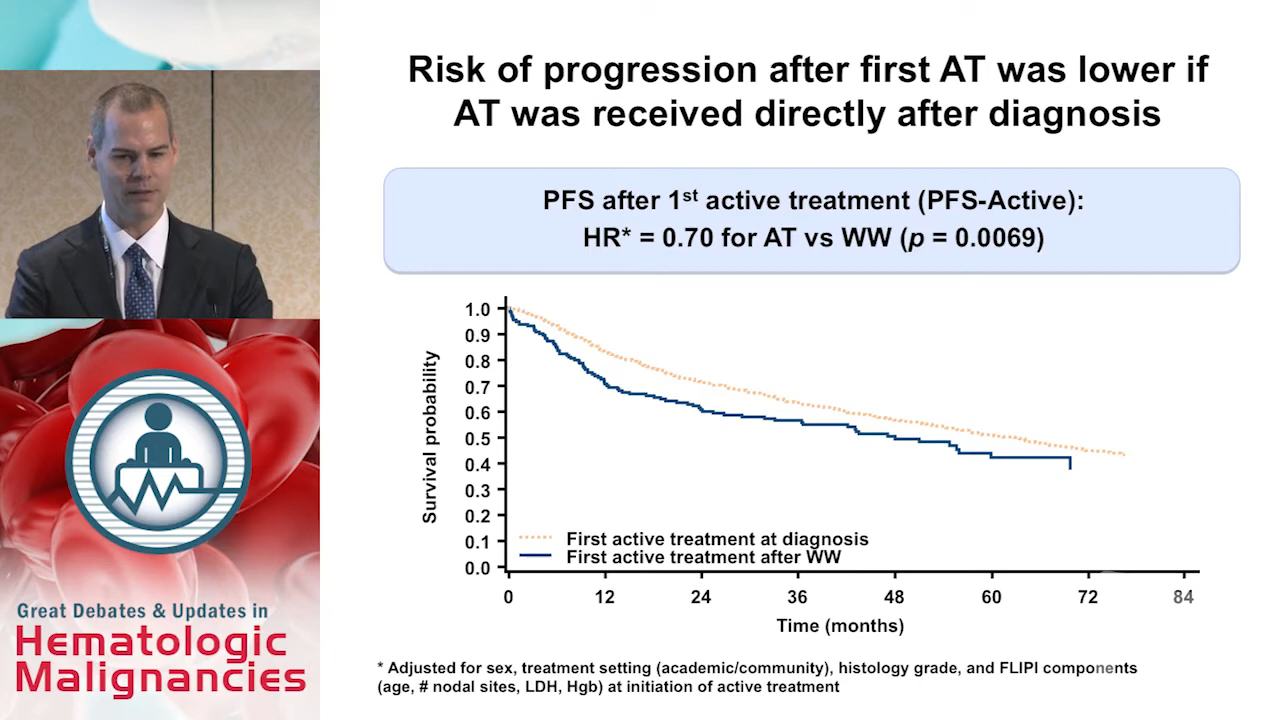 Risk of progression after first AT was lower if
AT was received directly after diagnosis
PFS after 1st active treatment (PFS-Active):
HR* = 0.70 for AT vs WW (p = 0.0069)
1.0
0.9
0.8
0.7
0.6
0.5
0.4
0.3
0.2
0.1
0.0
Survival probability
First active treatment at diagnosis
First active treatment after WW
0 12 24 36 48 60 72 84
Time (months)
* Adjusted for sex, treatment setting (academic/community), histology grade, and FLIPI components
(age, # nodal sites, LDH, Hgb) at initiation of active treatment
Great Debates & Updates in
Hematologic
Malignancies